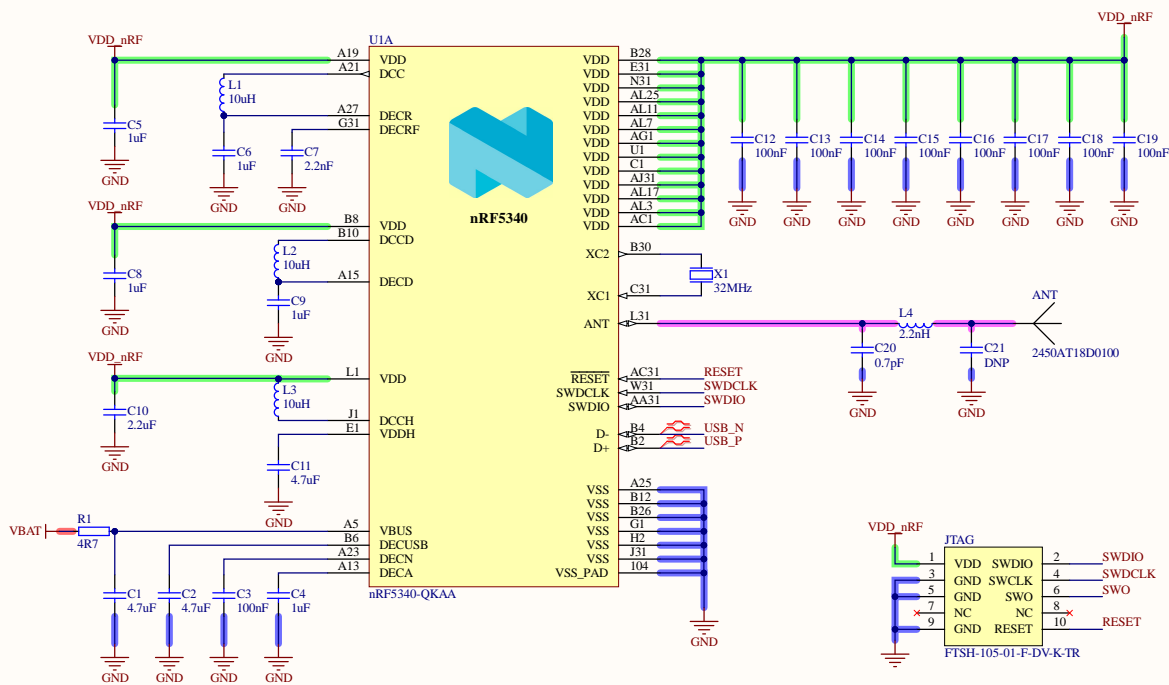 VDD_nRF
C5
1uF
GND
L1
10uH
C6
1uF
GND
C7
2.2nF
GND
VDD_nRF
C8
1uF
GND
L2
10uH
C9
1uF
GND
VDD_nRF
C10
2.2uF
GND
L3
10uH
C11
4.7uF
GND
VBAT
R1
4R7
C1
4.7uF
GND
C2
4.7uF
GND
C3
100nF
GND
C4
1uF
GND
U1A
A19 VDD
A21 DCC
A27 DECR
G31 DECRF
B8 VDD
B10 DCCD
A15 DECD
L1 VDD
J1 DCCH
E1 VDDH
A5 VBUS
B6 DECUSB
A23 DECN
A13 DECA
nRF5340
VDD B28
VDD E31
VDD N31
VDD AL25
VDD AL11
VDD AL7
VDD AG1
VDD U1
VDD C1
VDD AJ31
VDD AL17
VDD AL3
VDD AC1
XC2 B30
XC1 C31
ANT L31
RESET AC31 RESET
SWDCLK W31 SWDCLK
SWDIO AA31 SWDIO
D- B4 USB_N
D+ B2 USB_P
VSS A25
VSS B12
VSS B26
VSS G1
VSS H2
VSS J31
VSS_PAD 104
nRF5340-QKAA
GND
VDD_nRF
C12
100nF
GND
C13
100nF
GND
C14
100nF
GND
C15
100nF
GND
C16
100nF
GND
C17
100nF
GND
C18
100nF
GND
C19
100nF
GND
X1
32MHz
L4
2.2nH
ANT
2450AT18D0100
C20
0.7pF
GND
C21
DNP
GND
VDD_nRF
JTAG
1 VDD SWDIO 2 SWDIO
3 GND SWCLK 4 SWDCLK
5 GND SWO 6 SWO
7 NC NC 8
9 GND RESET 10 RESET
FTSH-105-01-F-DV-K-TR
GND